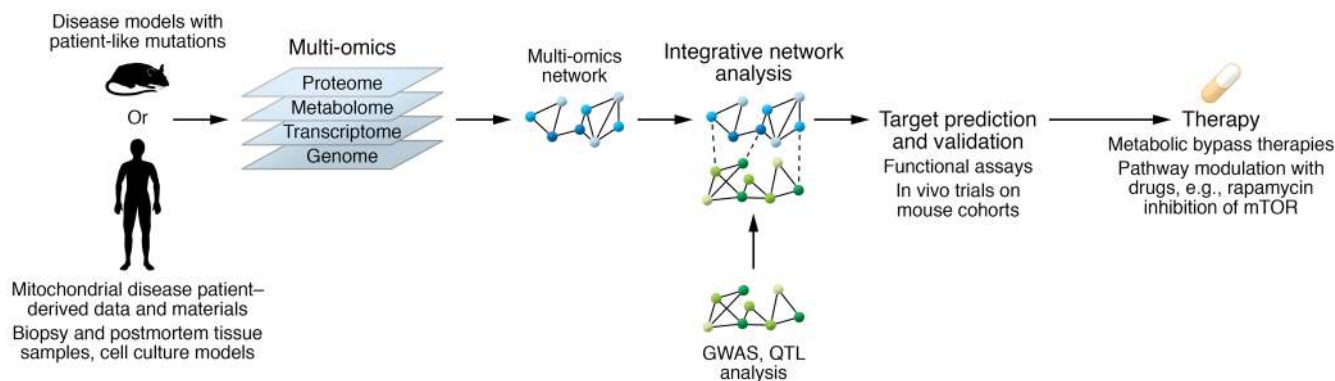 Disease models with
patient-like mutations
Or
Mitochondrial disease patient–
derived data and materials
Biopsy and postmortem tissue
samples, cell culture models
Multi-omics
Proteome
Metabolome
Transcriptome
Genome
Multi-omics
network
Integrative network
analysis
GWAS, QTL
analysis
Target prediction
and validation
Functional assays
In vivo trials on
mouse cohorts
Therapy
Metabolic bypass therapies
Pathway modulation with
drugs, e.g., rapamycin
inhibition of mTOR